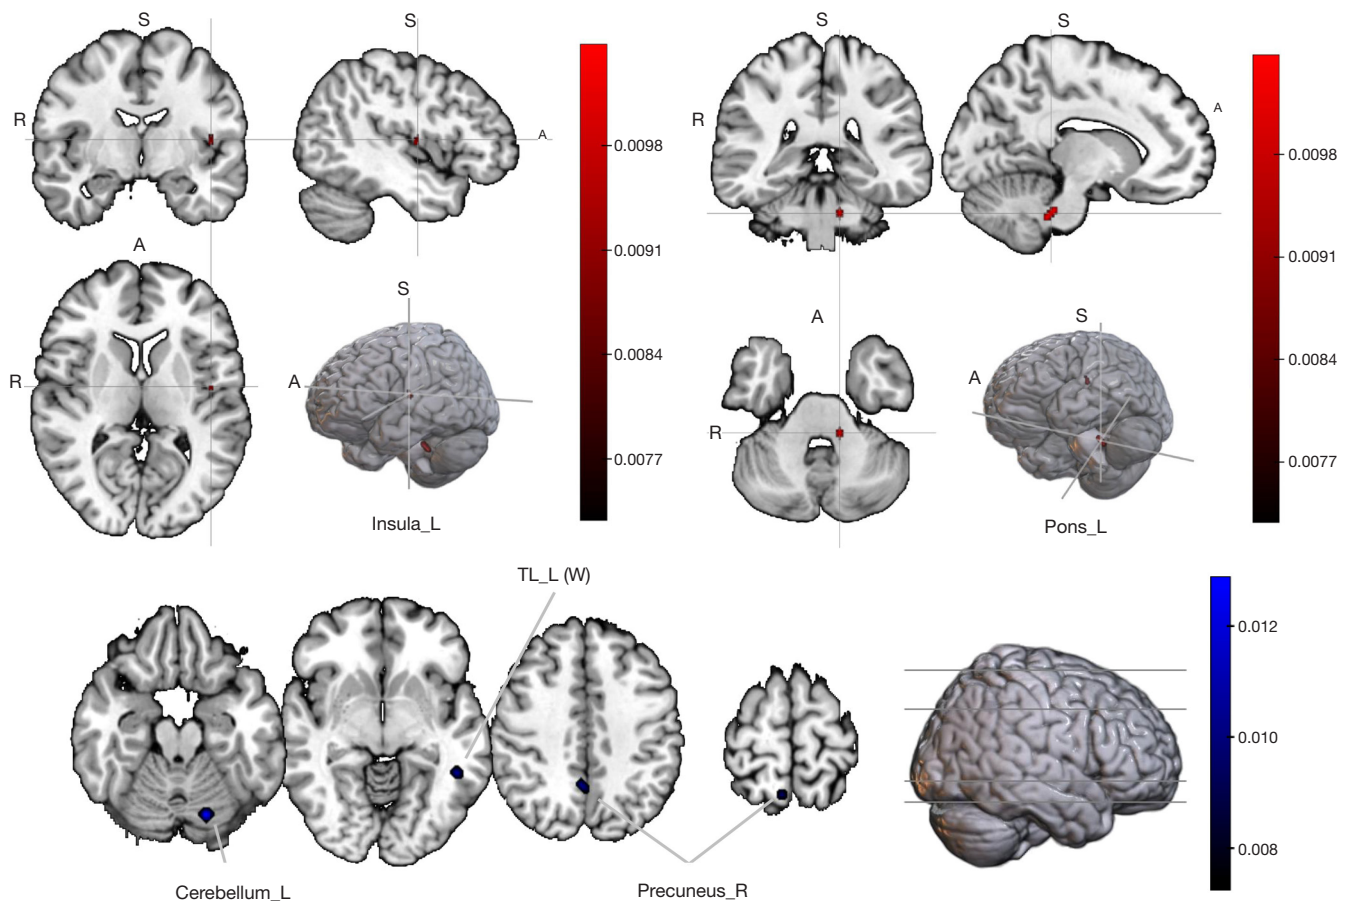 S
S
R
A
0.0098
0.0091
0.0084
0.0077
A
R
S
A
Insula_L
S
S
R
A
0.0098
0.0091
0.0084
0.0077
A
R
S
A
Pons_L
TL_L (W)
Cerebellum_L
Precuneus_R
0.012
0.010
0.008